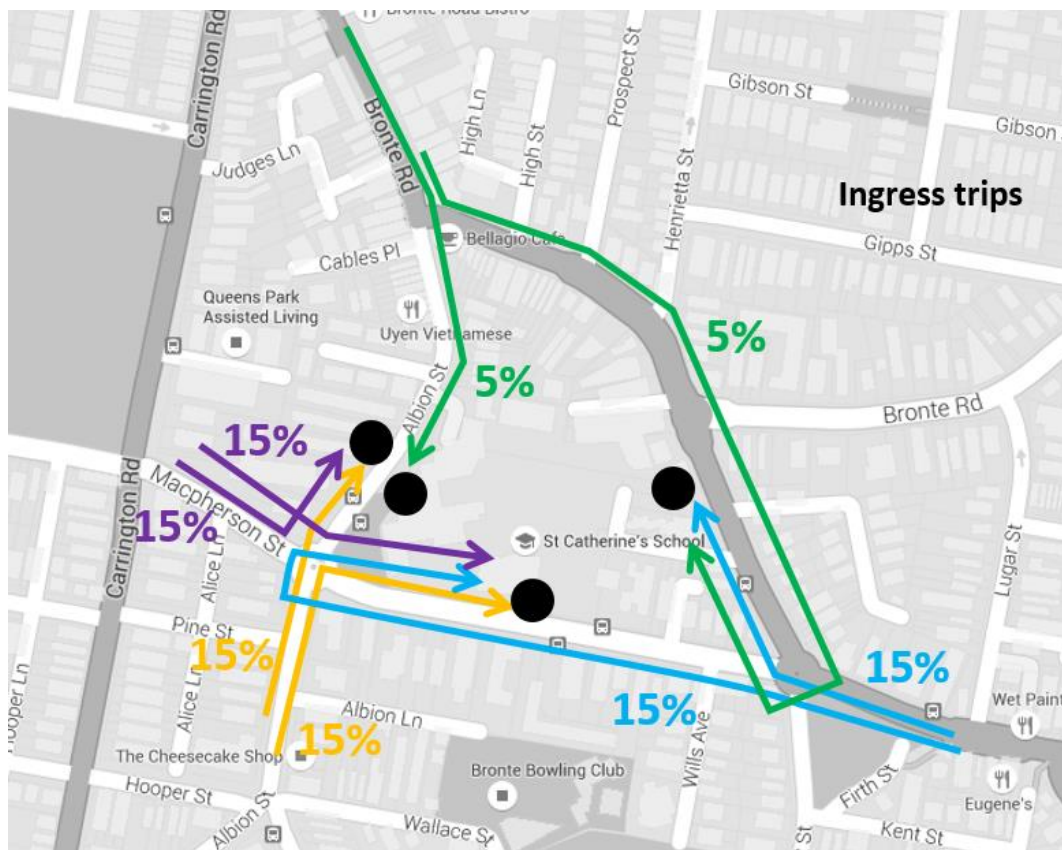 Bronte Road Bistro
Carrington Rd
Bronte Rd
High Ln
High St
Prospect St
Henrietta St
Gibson St
Gibson
Judges Ln
Ingress trips
Gipps St
Bellagio Cafe
Cables Pl
Queens Park
Assisted Living
Uyen Vietnamese
5%
5%
Albion St
Bronte Rd
15%
15%
Macpherson St
Carrington Rd
St Catherine's School
Lugar St
Alice Ln
Pine St
15%
15%
15%
15%
Hooper Ln
Alice Ln
Albion Ln
Wills Ave
Wet Paint
The Cheesecake Shop
Bronte Bowling Club
Firth St
Eugene's
Hooper St
Albion St
Wallace St
St
Kent St